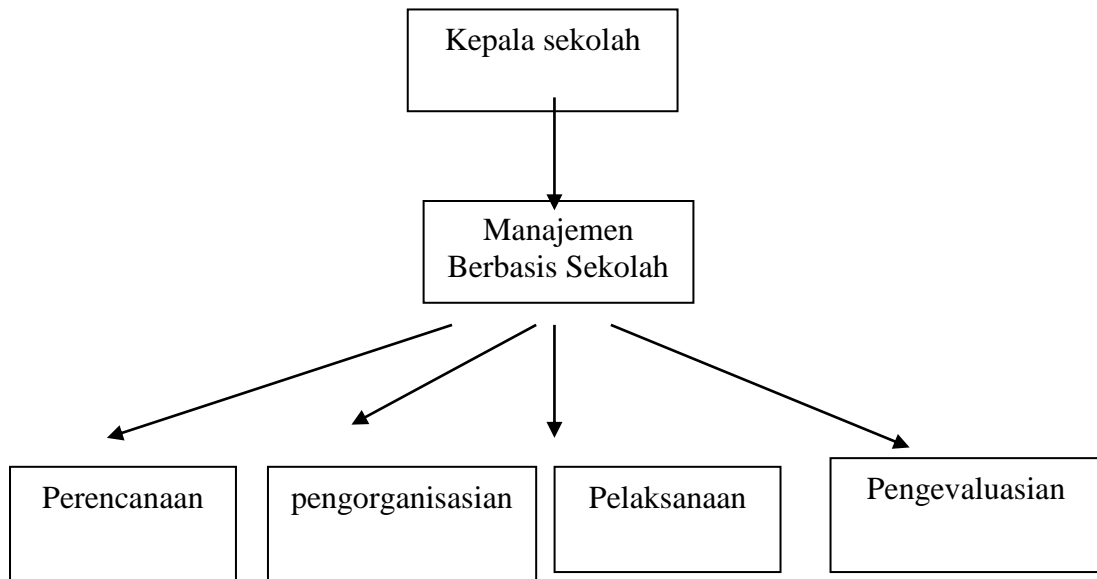 Kepala sekolah
Manajemen
Berbasis Sekolah
Perencanaan
pengorganisasian
Pelaksanaan
Pengevaluasian